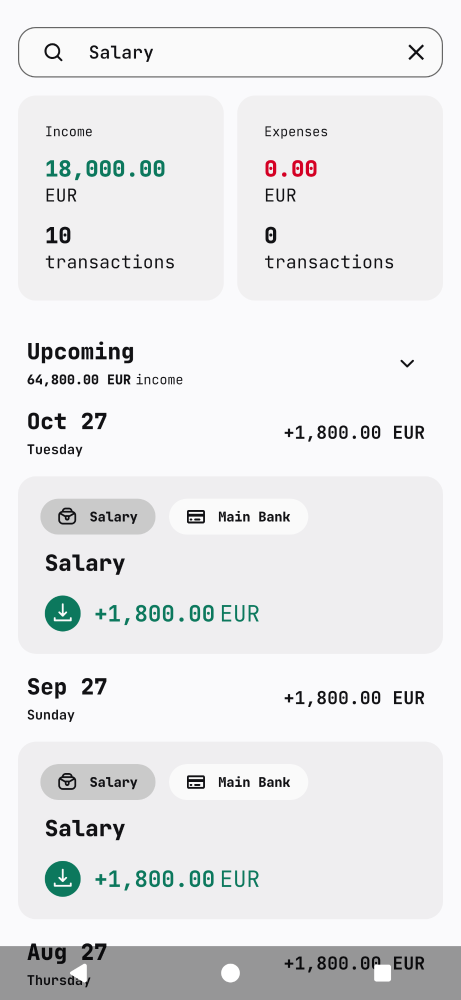 Salary
Income
18,000.00
EUR
10
transactions
Expenses
0.00
EUR
0
transactions
Upcoming
64,800.00 EUR income
Oct 27
Tuesday
+1,800.00 EUR
Salary
Main Bank
Salary
+1,800.00 EUR
Sep 27
Sunday
+1,800.00 EUR
Salary
Main Bank
Salary
+1,800.00 EUR
Aug 27
Thursday
+1,800.00 EUR